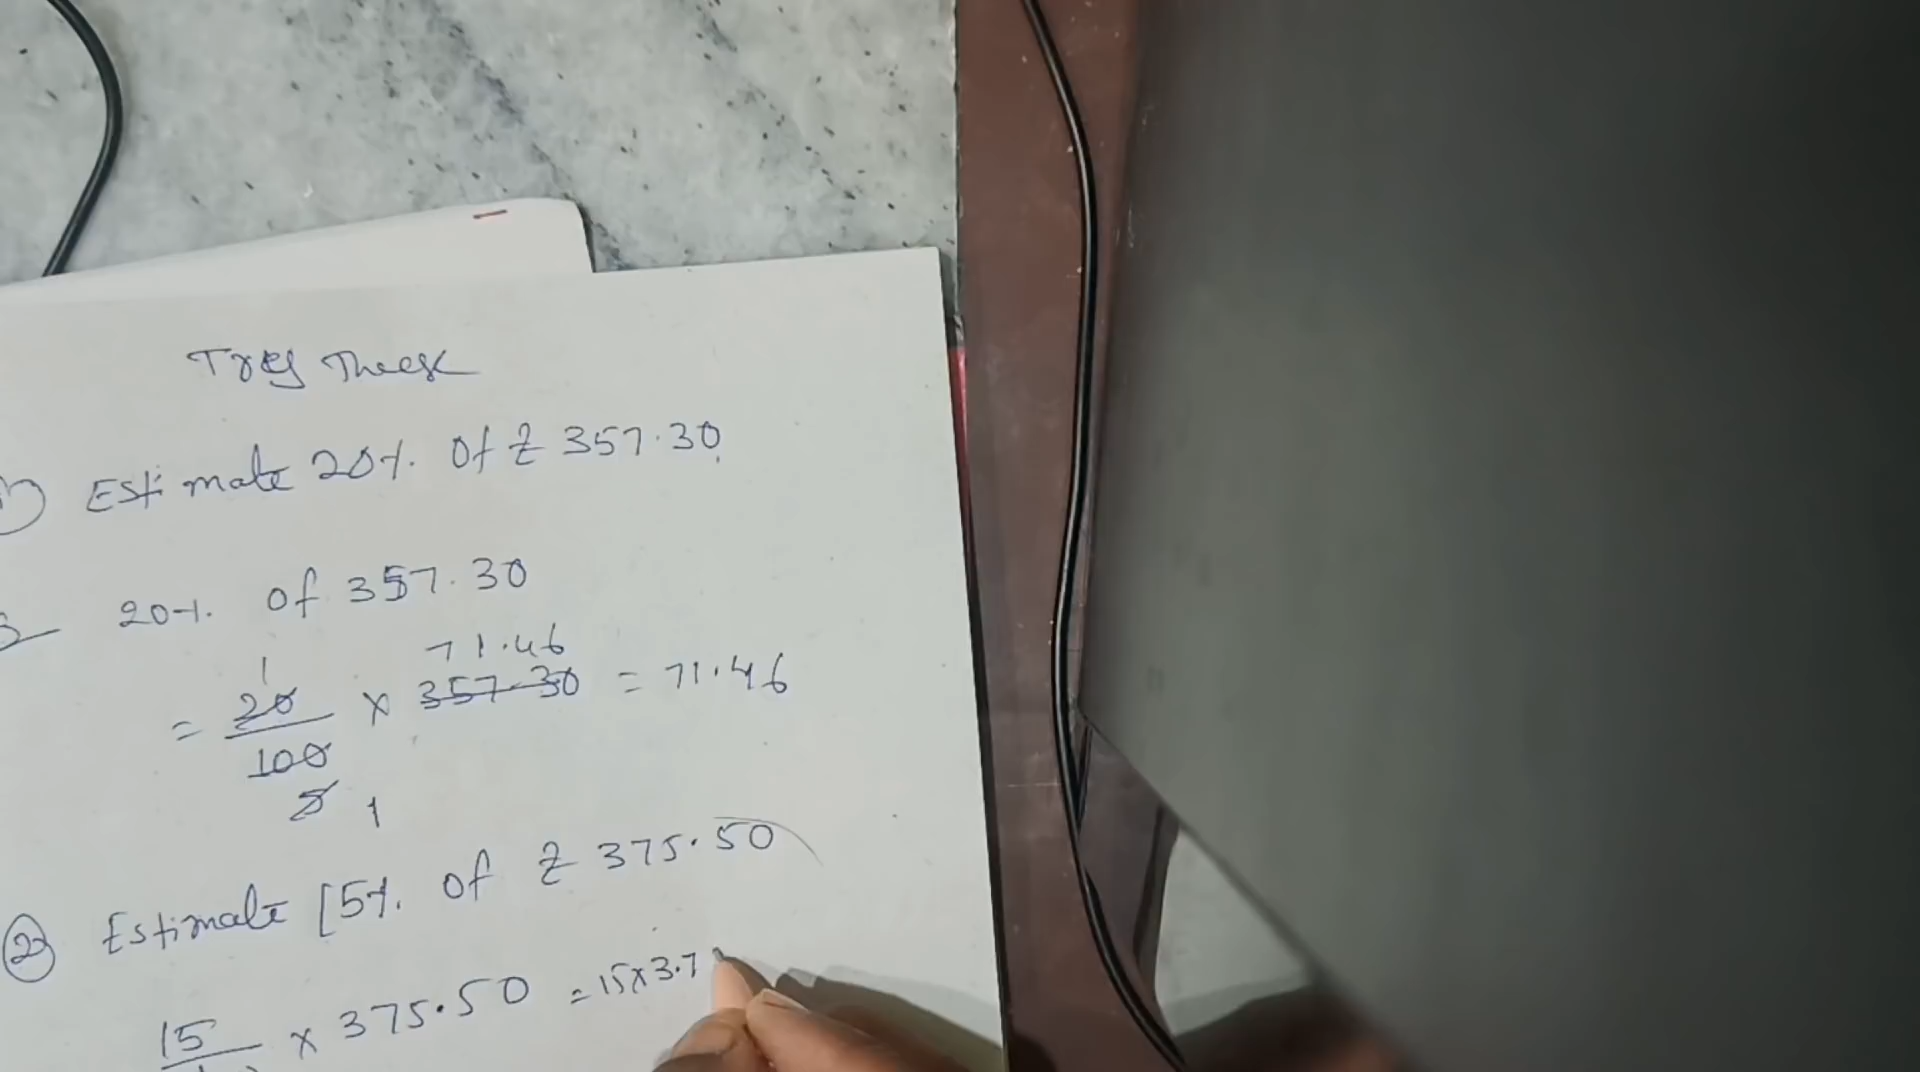 Try These
1) Estimate 20% of ₹ 357.30
20% of 357.30
1 71.46
= 20/100 × 357.30 = 71.46
5 1
2) Estimate 15% of ₹ 375.50
15 × 375.50 = 15×3.7